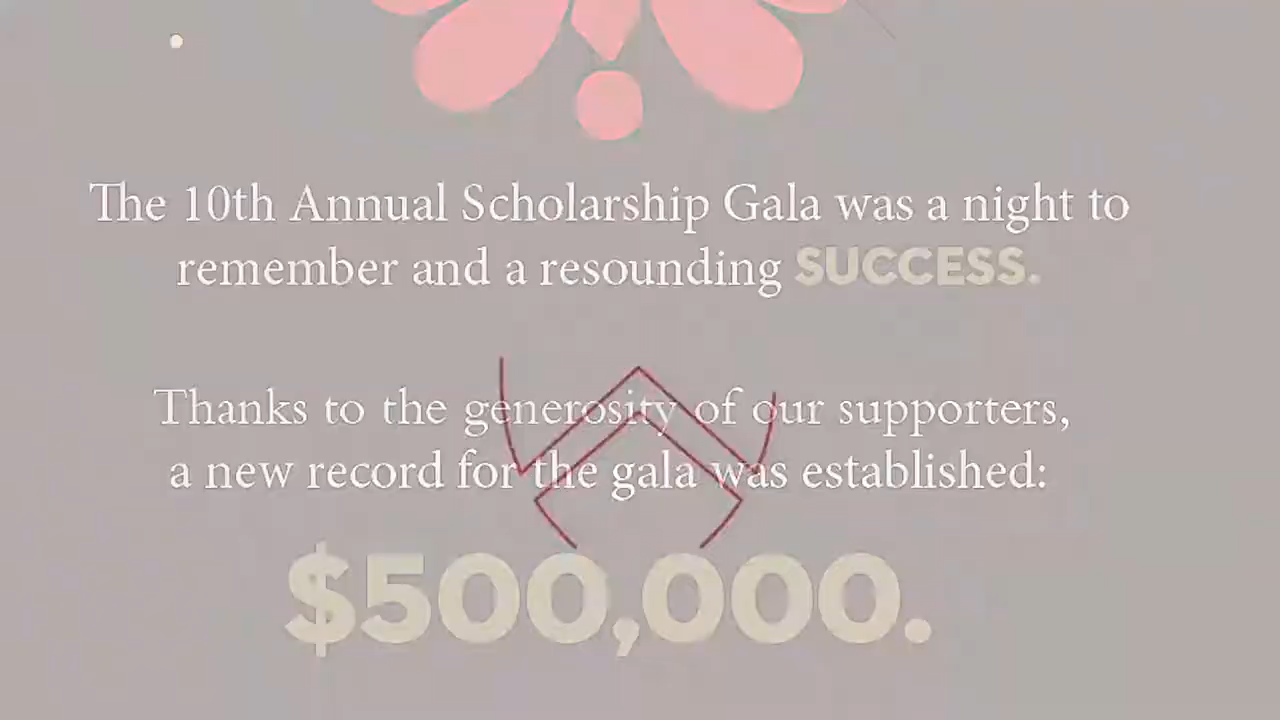 The 10th Annual Scholarship Gala was a night to
remember and a resounding SUCCESS.
Thanks to the generosity of our supporters,
a new record for the gala was established:
$500,000.